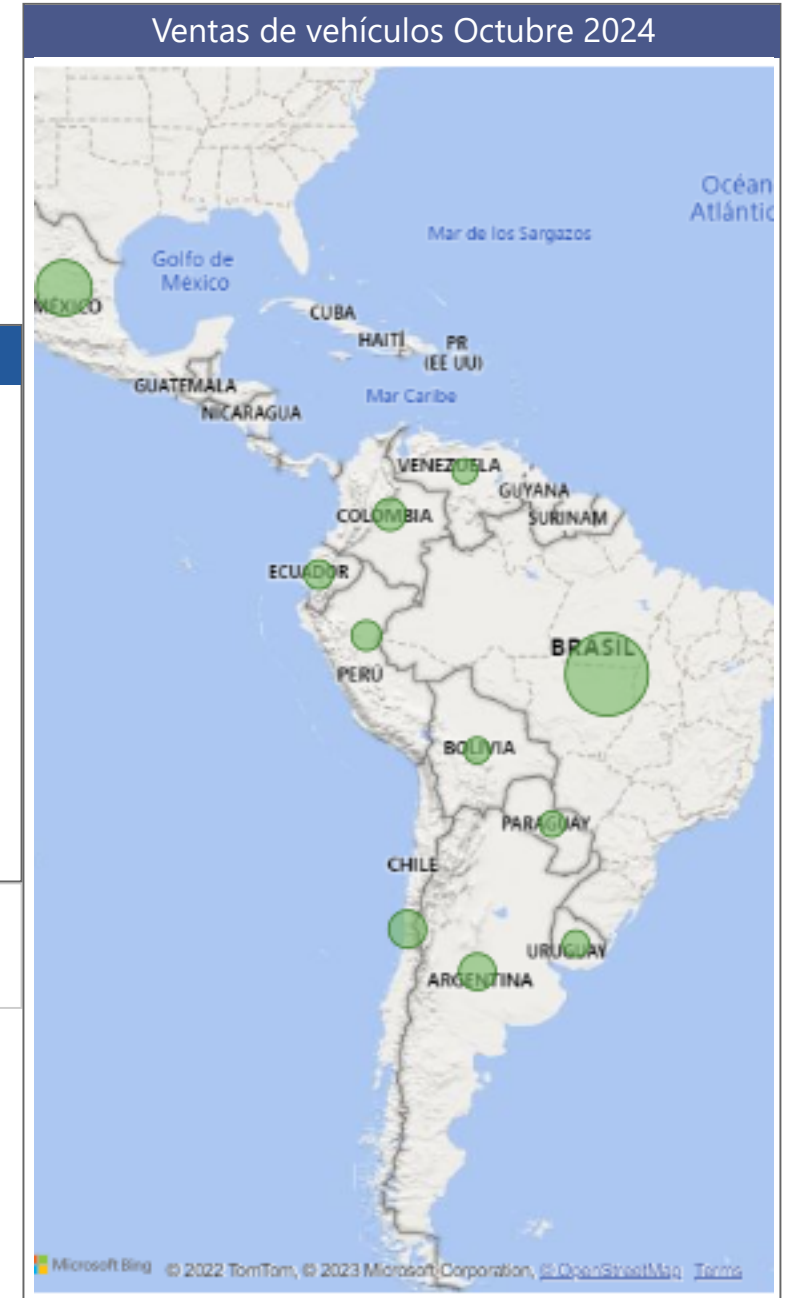 Ventas de vehículos Octubre 2024
Océan
Atlántic
Mar de los Sargazos
Golfo de
México
MÉXICO
CUBA
HAITÍ
PR
(EE UU)
GUATEMALA
Mar Caribe
NICARAGUA
VENEZUELA
GUYANA
COLOMBIA
SURINAM
ECUADOR
BRASIL
PERÚ
BOLIVIA
PARAGUAY
CHILE
URUGUAY
ARGENTINA
Microsoft Bing © 2022 TomTom, © 2023 Microsoft Corporation, © OpenStreetMap Terms